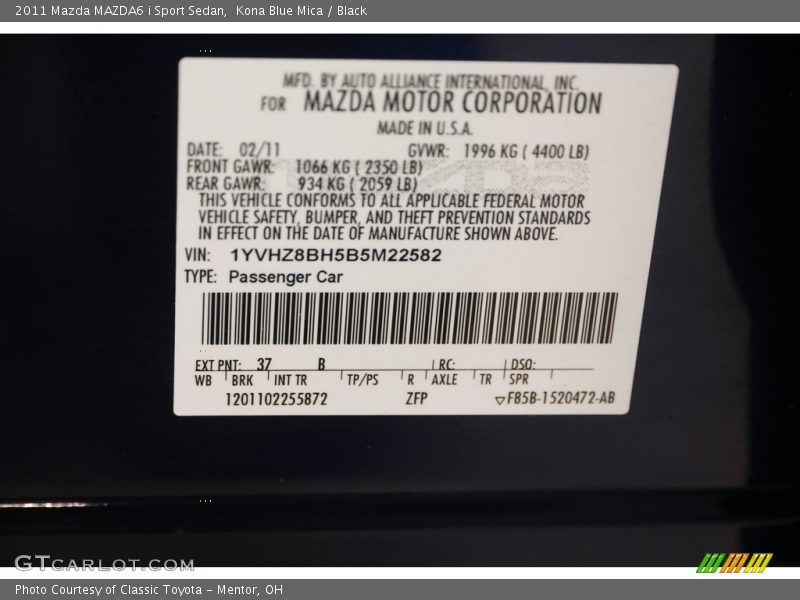 2011 Mazda MAZDA6 i Sport Sedan,  Kona Blue Mica / Black
MFD. BY AUTO ALLIANCE INTERNATIONAL, INC.
FOR MAZDA MOTOR CORPORATION
MADE IN U.S.A.
DATE: 02/11 GVWR: 1996 KG ( 4400 LB)
FRONT GAWR: 1066 KG ( 2350 LB)
REAR GAWR: 934 KG ( 2059 LB)
THIS VEHICLE CONFORMS TO ALL APPLICABLE FEDERAL MOTOR
VEHICLE SAFETY, BUMPER, AND THEFT PREVENTION STANDARDS
IN EFFECT ON THE DATE OF MANUFACTURE SHOWN ABOVE.
VIN: 1YVHZ8BH5B5M22582
TYPE: Passenger Car
EXT PNT: 37 B RC: DSO:
WB BRK INT TR TP/PS R AXLE TR SPR
1201102255872 ZFP ▽F85B-1520472-AB
GTCARLOT.COM
Photo Courtesy of Classic Toyota - Mentor, OH